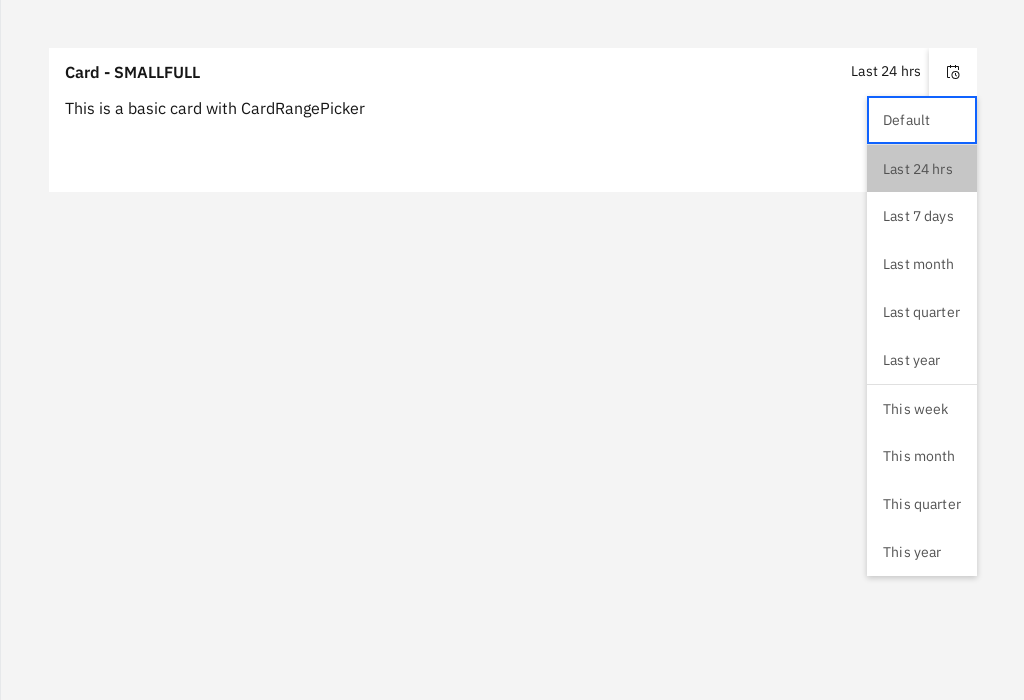 Card - SMALLFULL
Last 24 hrs
This is a basic card with CardRangePicker
Default
Last 24 hrs
Last 7 days
Last month
Last quarter
Last year
This week
This month
This quarter
This year